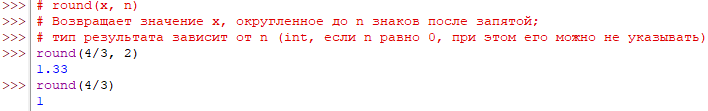 >>> # round(x, n)
>>> # Возвращает значение x, округленное до n знаков после запятой;
>>> # тип результата зависит от n (int, если n равно 0, при этом его можно не указывать)
>>> round(4/3, 2)
1.33
>>> round(4/3)
1